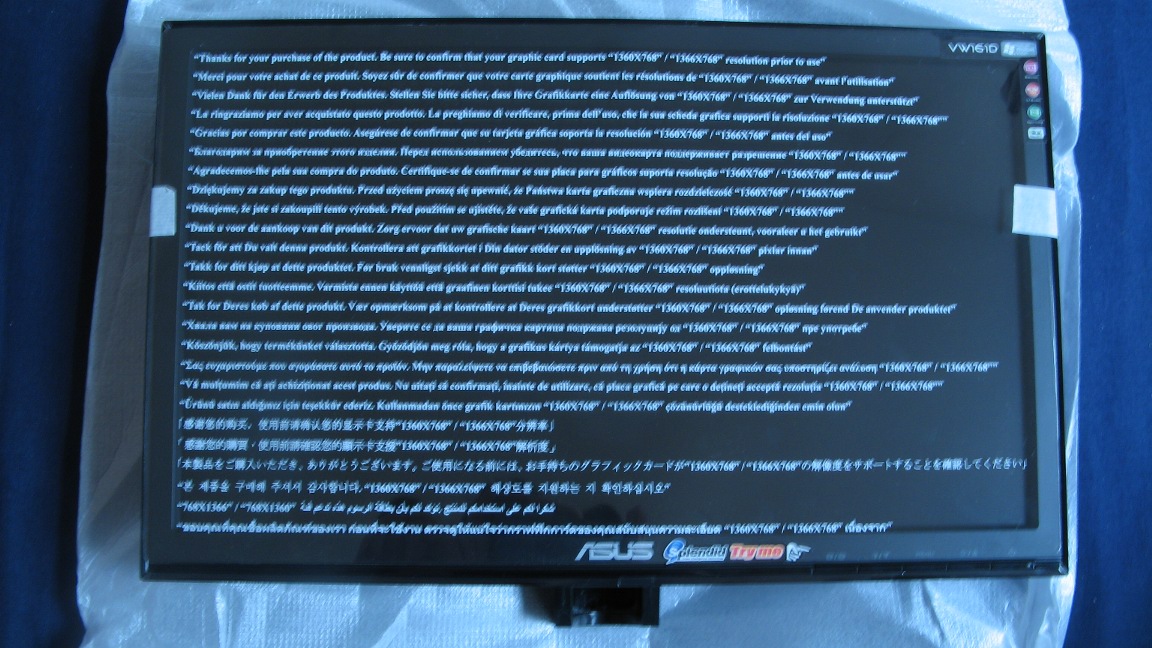 VW161D
“Thanks for your purchase of the product. Be sure to confirm that your graphic card supports “1360X768” / “1366X768” resolution prior to use“
“Merci pour votre achat de ce produit. Soyez sûr de confirmer que votre carte graphique soutient les résolutions de “1360X768” / “1366X768” avant l'utilisation“
“Vielen Dank für den Erwerb des Produktes. Stellen Sie bitte sicher, dass Ihre Grafikkarte eine Auflösung von “1360X768” / “1366X768” zur Verwendung unterstützt“
“La ringraziamo per aver acquistato questo prodotto. La preghiamo di verificare, prima dell'uso, che la sua scheda grafica supporti la risoluzione “1360X768” / “1366X768”“
“Gracias por comprar este producto. Asegúrese de confirmar que su tarjeta gráfica soporta la resolución “1360X768” / “1366X768” antes del uso“
“Благодарим за приобретение этого изделия. Перед использованием убедитесь, что ваша видеокарта поддерживает разрешение “1360X768” / “1366X768”“
“Agradecemos-lhe pela sua compra do produto. Certifique-se de confirmar se sua placa para gráficos suporta resolução “1360X768” / “1366X768” antes de usar“
“Dziękujemy za zakup tego produktu. Przed użyciem proszę się upewnić, że Państwa karta graficzna wspiera rozdzielczość “1360X768” / “1366X768”“
“Děkujeme, že jste si zakoupili tento výrobek. Před použitím se ujistěte, že vaše grafická karta podporuje režim rozlišení “1360X768” / “1366X768”“
“Dank u voor de aankoop van dit produkt. Zorg ervoor dat uw grafische kaart “1360X768” / “1366X768” resolutie ondersteunt, vooraleer u het gebruikt“
“Tack för att Du valt denna produkt. Kontrollera att grafikkortet i Din dator stöder en upplösning av “1360X768” / “1366X768” pixlar innan“
“Takk for ditt kjøp at dette produktet. Før bruk vennligst sjekk at ditt grafikk kort støtter “1360X768” / “1366X768” oppløsning“
“Kiitos että ostit tuotteemme. Varmista ennen käyttöä että graafinen korttisi tukee “1360X768” / “1366X768” resoluutiota (erottelukykyä)“
“Tak for Deres køb af dette produkt. Vær opmærksom på at kontrollere at Deres grafikkort understøtter “1360X768” / “1366X768” opløsning førend De anvender produktet“
“Хвала вам на куповини овог производа. Уверите се да ваша графичка картица подржава резолуцију од “1360X768” / “1366X768” пре употребе“
“Köszönjük, hogy termékünket választotta. Győződjön meg róla, hogy a grafikus kártya támogatja az “1360X768” / “1366X768” felbontást“
“Σας ευχαριστούμε που αγοράσατε αυτό το προϊόν. Μην παραλείψετε να επιβεβαιώσετε πριν από τη χρήση ότι η κάρτα γραφικών σας υποστηρίζει ανάλυση “1360X768” / “1366X768”“
“Vă mulţumim că aţi achiziţionat acest produs. Nu uitaţi să confirmaţi, înainte de utilizare, că placa grafică pe care o deţineţi acceptă rezoluţia “1360X768” / “1366X768”“
“Ürünü satın aldığınız için teşekkür ederiz. Kullanmadan önce grafik kartınızın “1360X768” / “1366X768” çözünürlüğü desteklediğinden emin olun“
「感谢您的购买，使用前请确认您的显示卡支持“1360X768” / “1366X768”分辨率」
「感謝您的購買，使用前請確認您的顯示卡支援“1360X768” / “1366X768”解析度」
「本製品をご購入いただき、ありがとうございます。ご使用になる前には、お手持ちのグラフィックカードが“1360X768” / “1366X768”の解像度をサポートすることを確認してください」
“본 제품을 구매해 주셔서 감사합니다. “1360X768” / “1366X768” 해상도를 지원하는 지 확인하십시오“
“768X1366” / “768X1360”
“1360X768” / “1366X768”
ASUS Splendid Try me